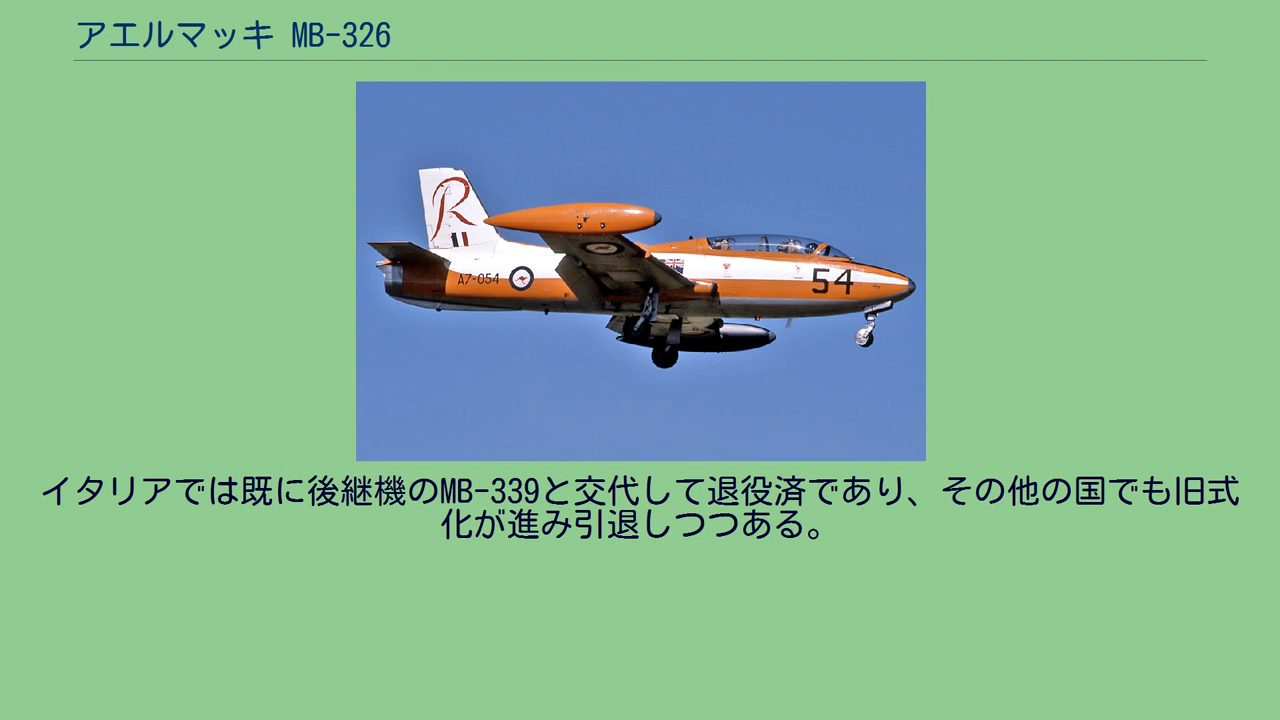 アエルマッキ MB-326
R
A7-054
54
イタリアでは既に後継機のMB-339と交代して退役済であり、その他の国でも旧式
化が進み引退しつつある。